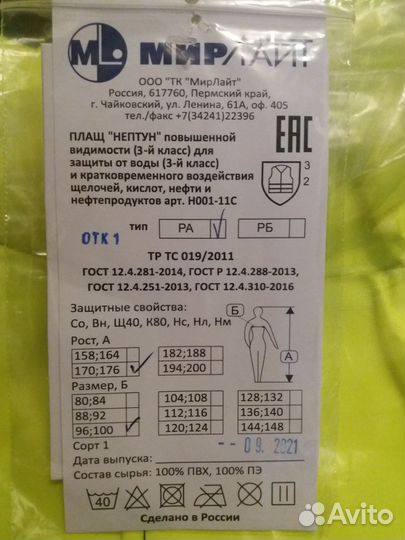 МЛ МИРЛАЙТ
ООО "ТК "МирЛайт"
Россия, 617760, Пермский край,
г. Чайковский, ул. Ленина, 61А, оф. 405
тел./факс +7(34241)22396
ПЛАЩ "НЕПТУН" повышенной
видимости (3-й класс) для
защиты от воды (3-й класс)
и кратковременного воздействия
щелочей, кислот, нефти и
нефтепродуктов арт. Н001-11С
ЕАС
3
2
ОТК 1
тип РА РБ
ТР ТС 019/2011
ГОСТ 12.4.281-2014, ГОСТ Р 12.4.288-2013,
ГОСТ 12.4.251-2013, ГОСТ 12.4.310-2016
Защитные свойства:
Со, Вн, Щ40, К80, Нс, Нл, Нм
Рост, А
158;164 182;188
170;176 194;200
Размер, Б
80;84 104;108 128;132
88;92 112;116 136;140
96;100 120;124 144;148
Б
А
Сорт 1
Дата выпуска: -- 09. 2021
Состав сырья: 100% ПВХ, 100% ПЭ
40
Сделано в России
Avito